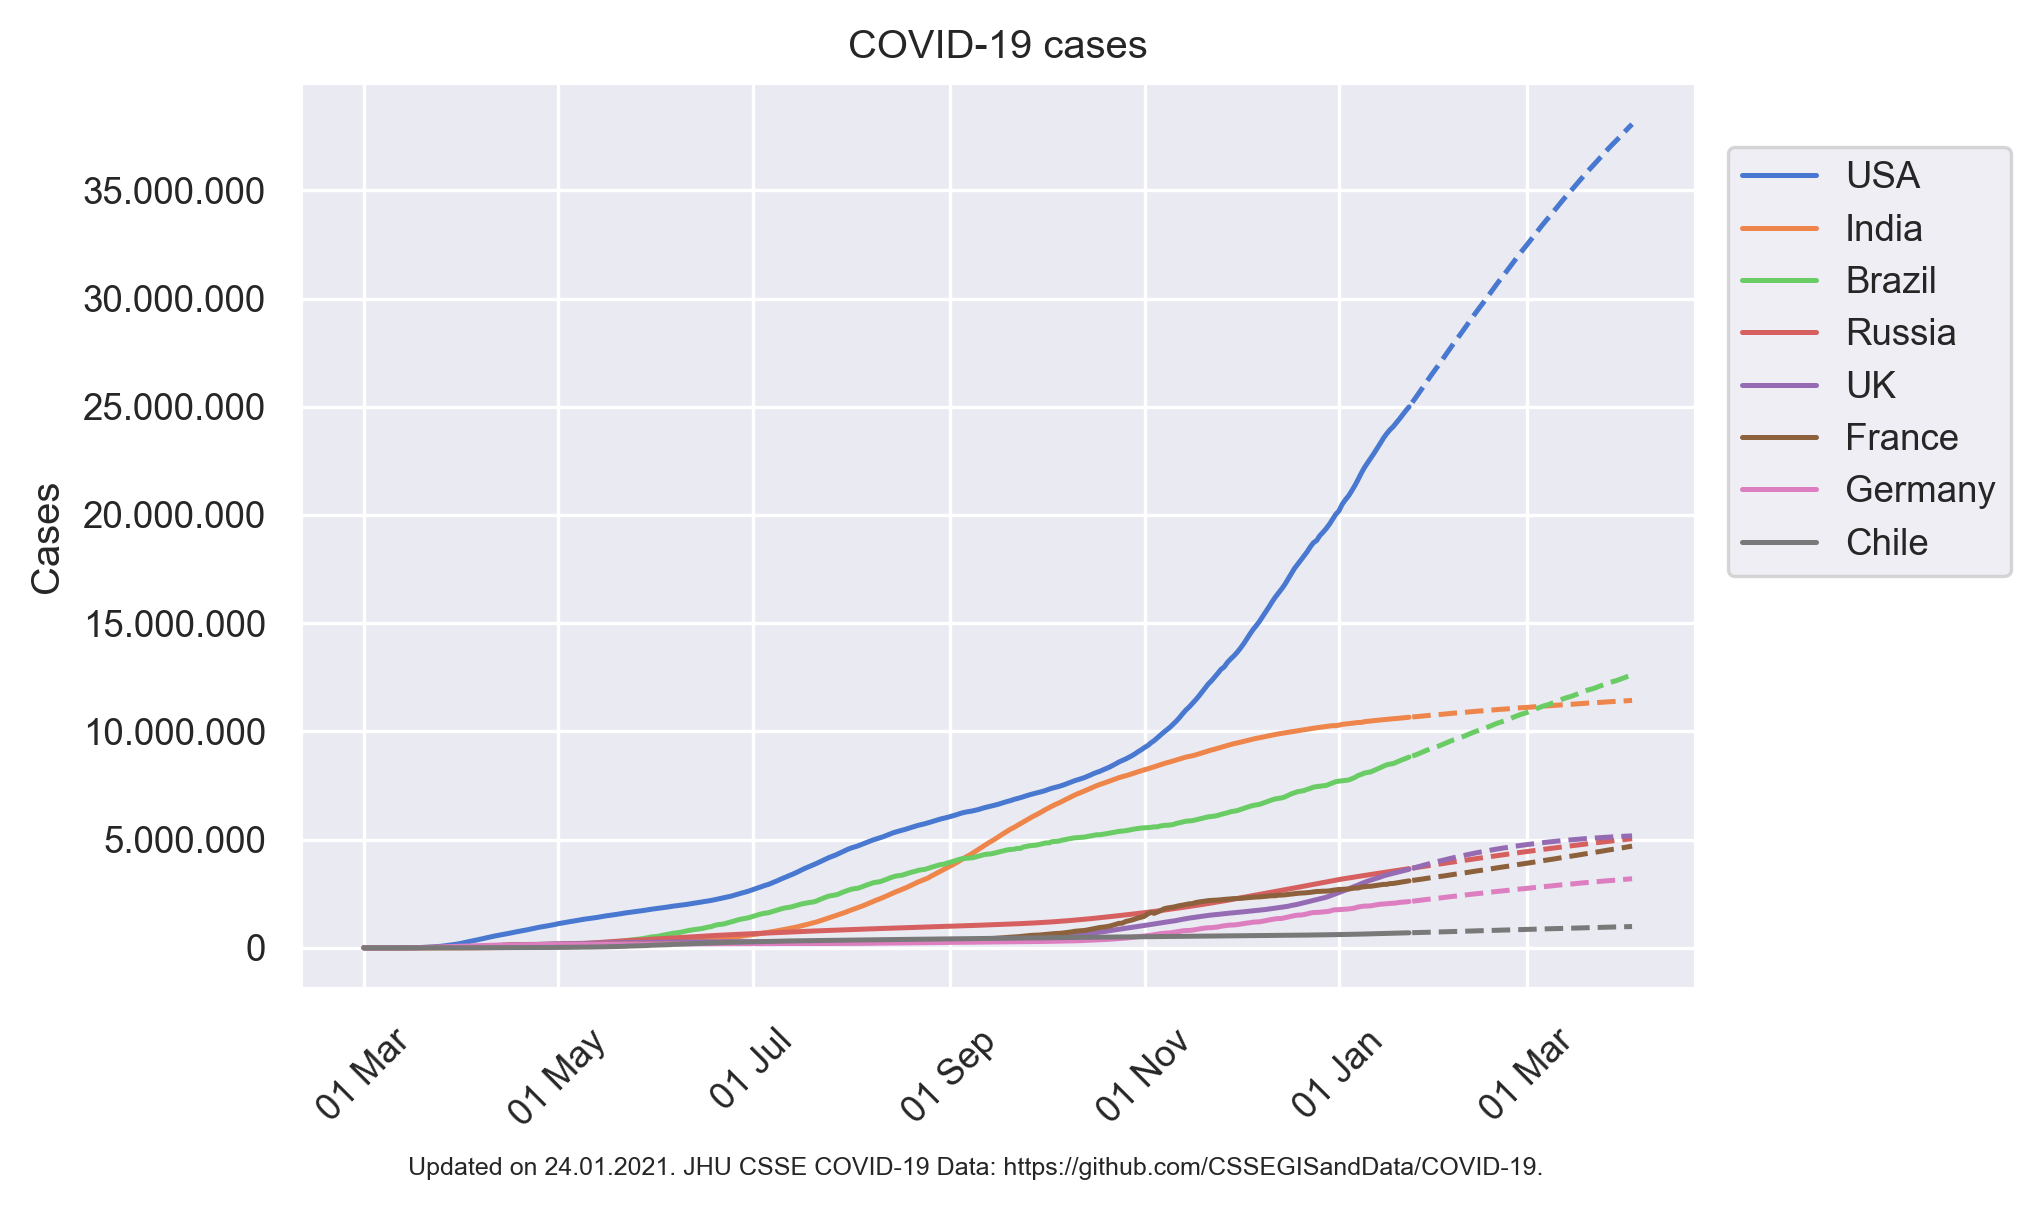 COVID-19 cases
35.000.000
30.000.000
25.000.000
20.000.000
15.000.000
10.000.000
5.000.000
0
Cases
USA
India
Brazil
Russia
UK
France
Germany
Chile
01 Mar
01 May
01 Jul
01 Sep
01 Nov
01 Jan
01 Mar
Updated on 24.01.2021. JHU CSSE COVID-19 Data: https://github.com/CSSEGISandData/COVID-19.